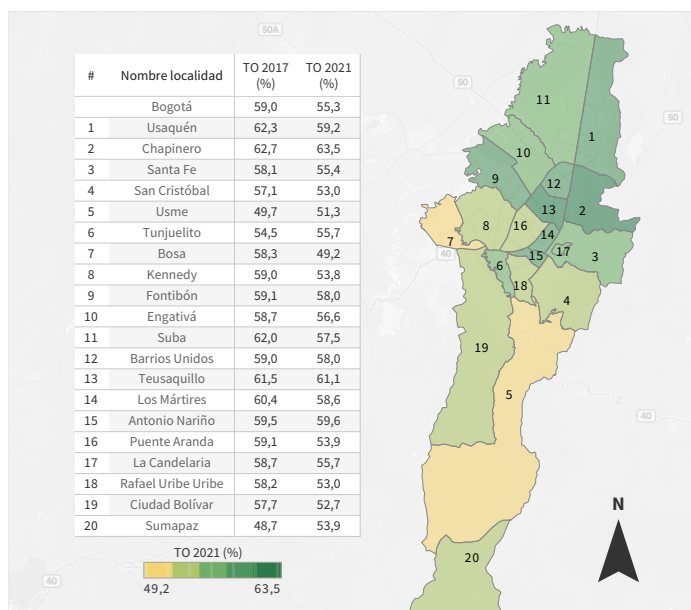 # Nombre localidad TO 2017 (%) TO 2021 (%)
Bogotá 59,0 55,3
1 Usaquén 62,3 59,2
2 Chapinero 62,7 63,5
3 Santa Fe 58,1 55,4
4 San Cristóbal 57,1 53,0
5 Usme 49,7 51,3
6 Tunjuelito 54,5 55,7
7 Bosa 58,3 49,2
8 Kennedy 59,0 53,8
9 Fontibón 59,1 58,0
10 Engativá 58,7 56,6
11 Suba 62,0 57,5
12 Barrios Unidos 59,0 58,0
13 Teusaquillo 61,5 61,1
14 Los Mártires 60,4 58,6
15 Antonio Nariño 59,5 59,6
16 Puente Aranda 59,1 53,9
17 La Candelaria 58,7 55,7
18 Rafael Uribe Uribe 58,2 53,0
19 Ciudad Bolívar 57,7 52,7
20 Sumapaz 48,7 53,9
TO 2021 (%)
49,2 63,5
50A
50
50
40
40
40
11
1
10
9
12
13
2
8
16
14
7
15
17
3
6
18
4
19
5
20
N